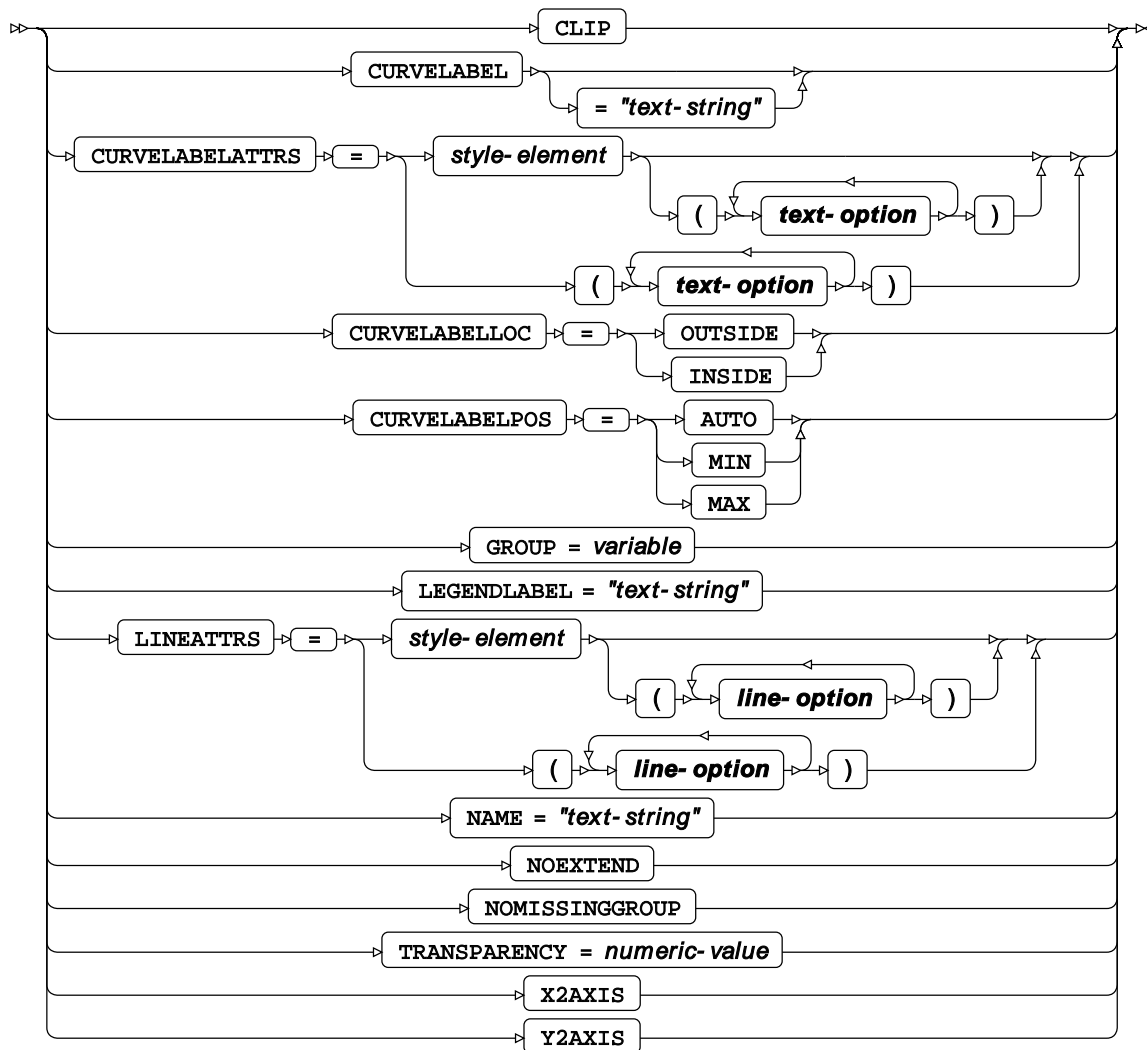 CLIP
CURVELABEL
= "text-string"
CURVELABELATTRS = style-element
( text-option )
( text-option )
CURVELABELLOC = OUTSIDE
INSIDE
CURVELABELPOS = AUTO
MIN
MAX
GROUP = variable
LEGENDLABEL = "text-string"
LINEATTRS = style-element
( line-option )
( line-option )
NAME = "text-string"
NOEXTEND
NOMISSINGGROUP
TRANSPARENCY = numeric-value
X2AXIS
Y2AXIS